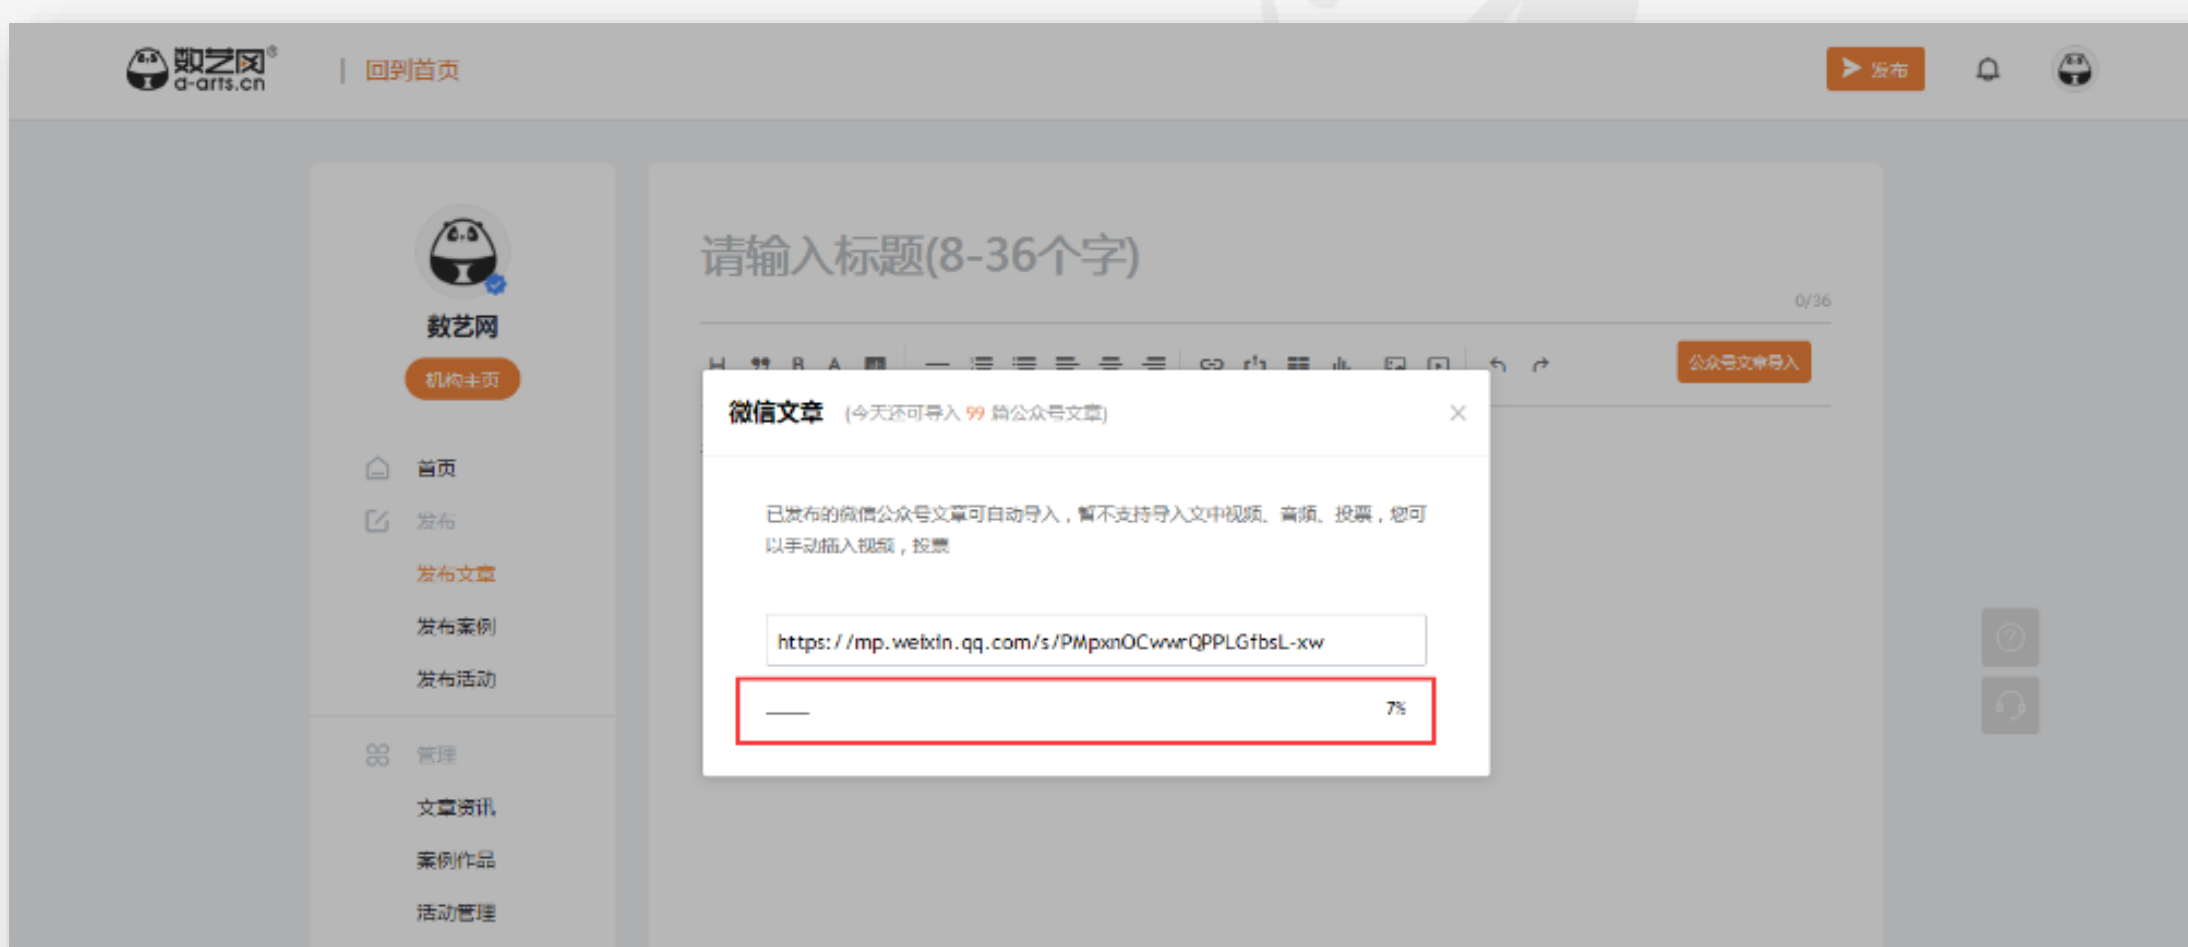 数艺网®
d-arts.cn
| 回到首页
发布
数艺网
机构主页
首页
发布
发布文章
发布案例
发布活动
管理
文章资讯
案例作品
活动管理
请输入标题(8-36个字)
0/36
公众号文章导入
微信文章 (今天还可导入 99 篇公众号文章)
已发布的微信公众号文章可自动导入，暂不支持导入文中视频、音频、投票，您可
以手动插入视频，投票
https://mp.weixin.qq.com/s/PMpxnOCwwrQPPLGfbsL-xw
7%